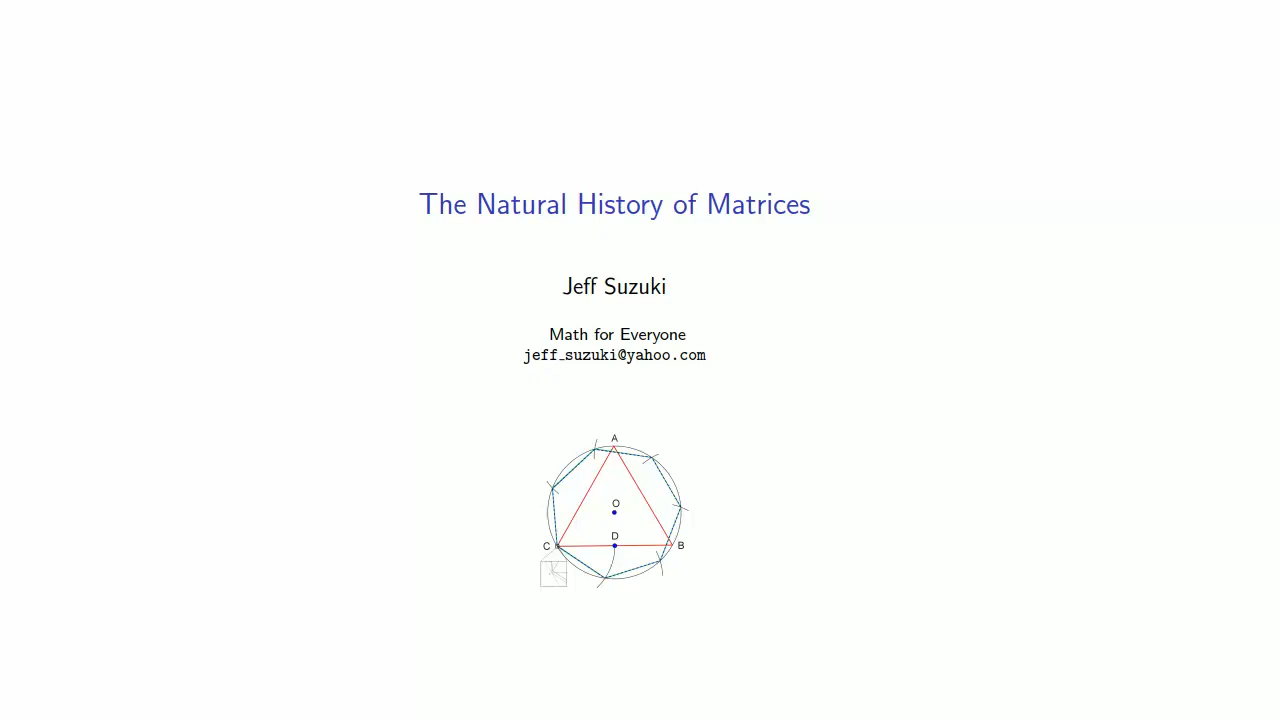 The Natural History of Matrices
Jeff Suzuki
Math for Everyone
jeff_suzuki@yahoo.com
A
O
D
C
B